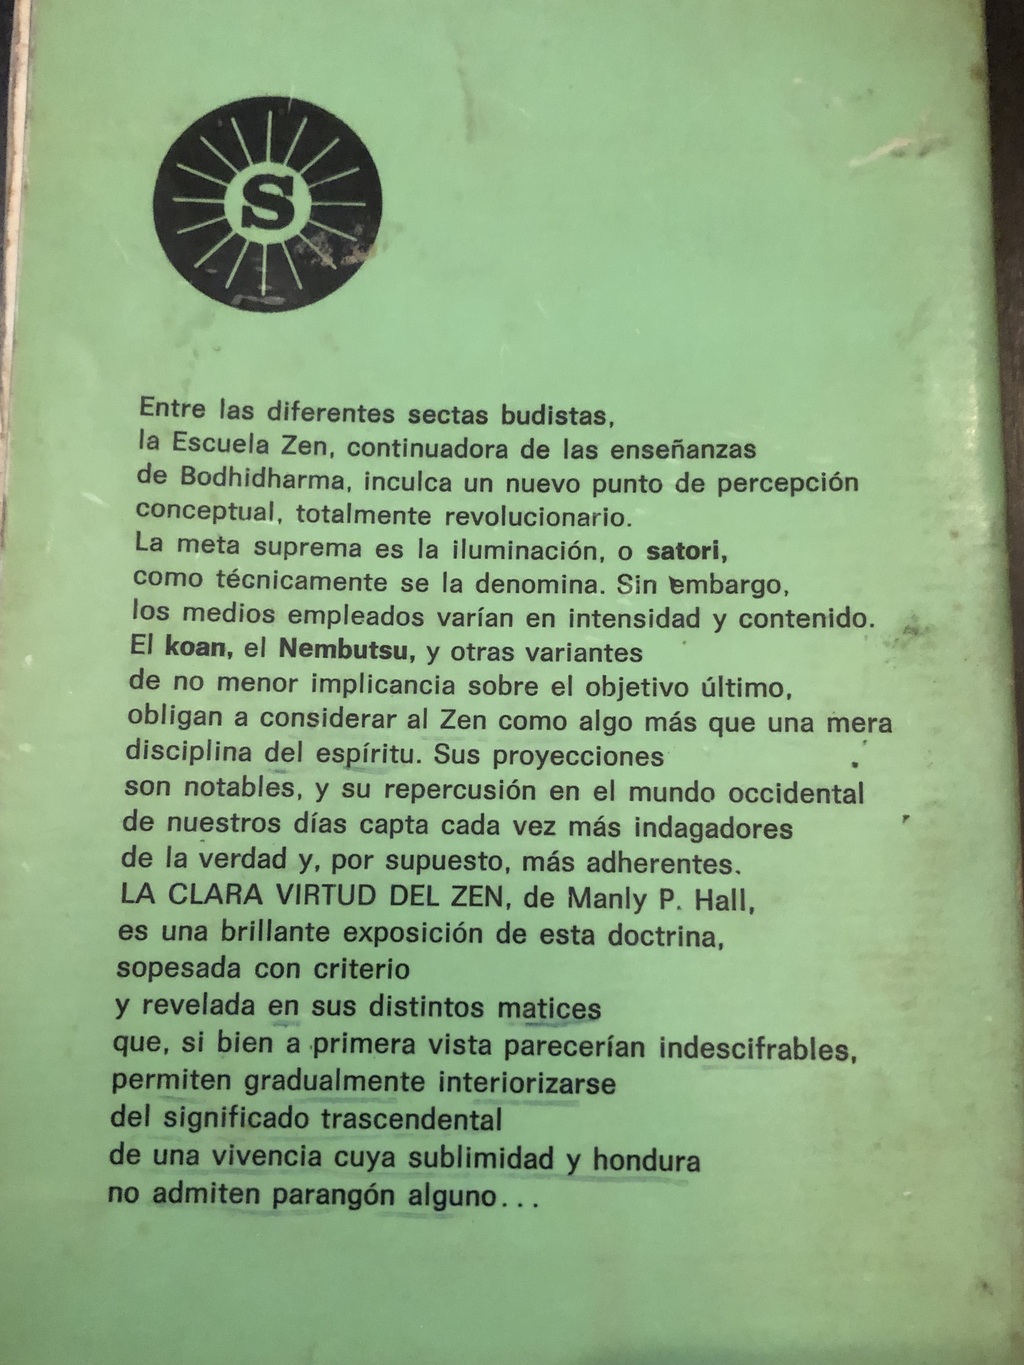 S
Entre las diferentes sectas budistas,
la Escuela Zen, continuadora de las enseñanzas
de Bodhidharma, inculca un nuevo punto de percepción
conceptual, totalmente revolucionario.
La meta suprema es la iluminación, o satori,
como técnicamente se la denomina. Sin embargo,
los medios empleados varían en intensidad y contenido.
El koan, el Nembutsu, y otras variantes
de no menor implicancia sobre el objetivo último,
obligan a considerar al Zen como algo más que una mera
disciplina del espíritu. Sus proyecciones
son notables, y su repercusión en el mundo occidental
de nuestros días capta cada vez más indagadores
de la verdad y, por supuesto, más adherentes.
LA CLARA VIRTUD DEL ZEN, de Manly P. Hall,
es una brillante exposición de esta doctrina,
sopesada con criterio
y revelada en sus distintos matices
que, si bien a primera vista parecerían indescifrables,
permiten gradualmente interiorizarse
del significado trascendental
de una vivencia cuya sublimidad y hondura
no admiten parangón alguno...